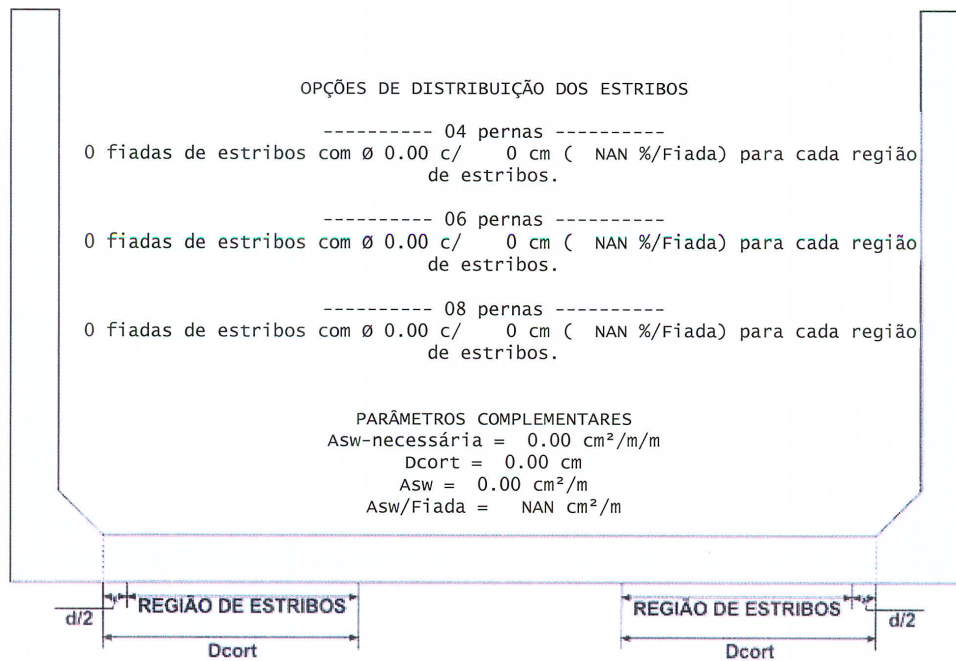 OPÇÕES DE DISTRIBUIÇÃO DOS ESTRIBOS
---------- 04 pernas ----------
0 fiadas de estribos com Ø 0.00 c/ 0 cm ( NAN %/Fiada) para cada região
de estribos.
---------- 06 pernas ----------
0 fiadas de estribos com Ø 0.00 c/ 0 cm ( NAN %/Fiada) para cada região
de estribos.
---------- 08 pernas ----------
0 fiadas de estribos com Ø 0.00 c/ 0 cm ( NAN %/Fiada) para cada região
de estribos.
PARÂMETROS COMPLEMENTARES
Asw-necessária = 0.00 cm²/m/m
Dcort = 0.00 cm
Asw = 0.00 cm²/m
Asw/Fiada = NAN cm²/m
d/2 REGIÃO DE ESTRIBOS REGIÃO DE ESTRIBOS d/2
Dcort Dcort